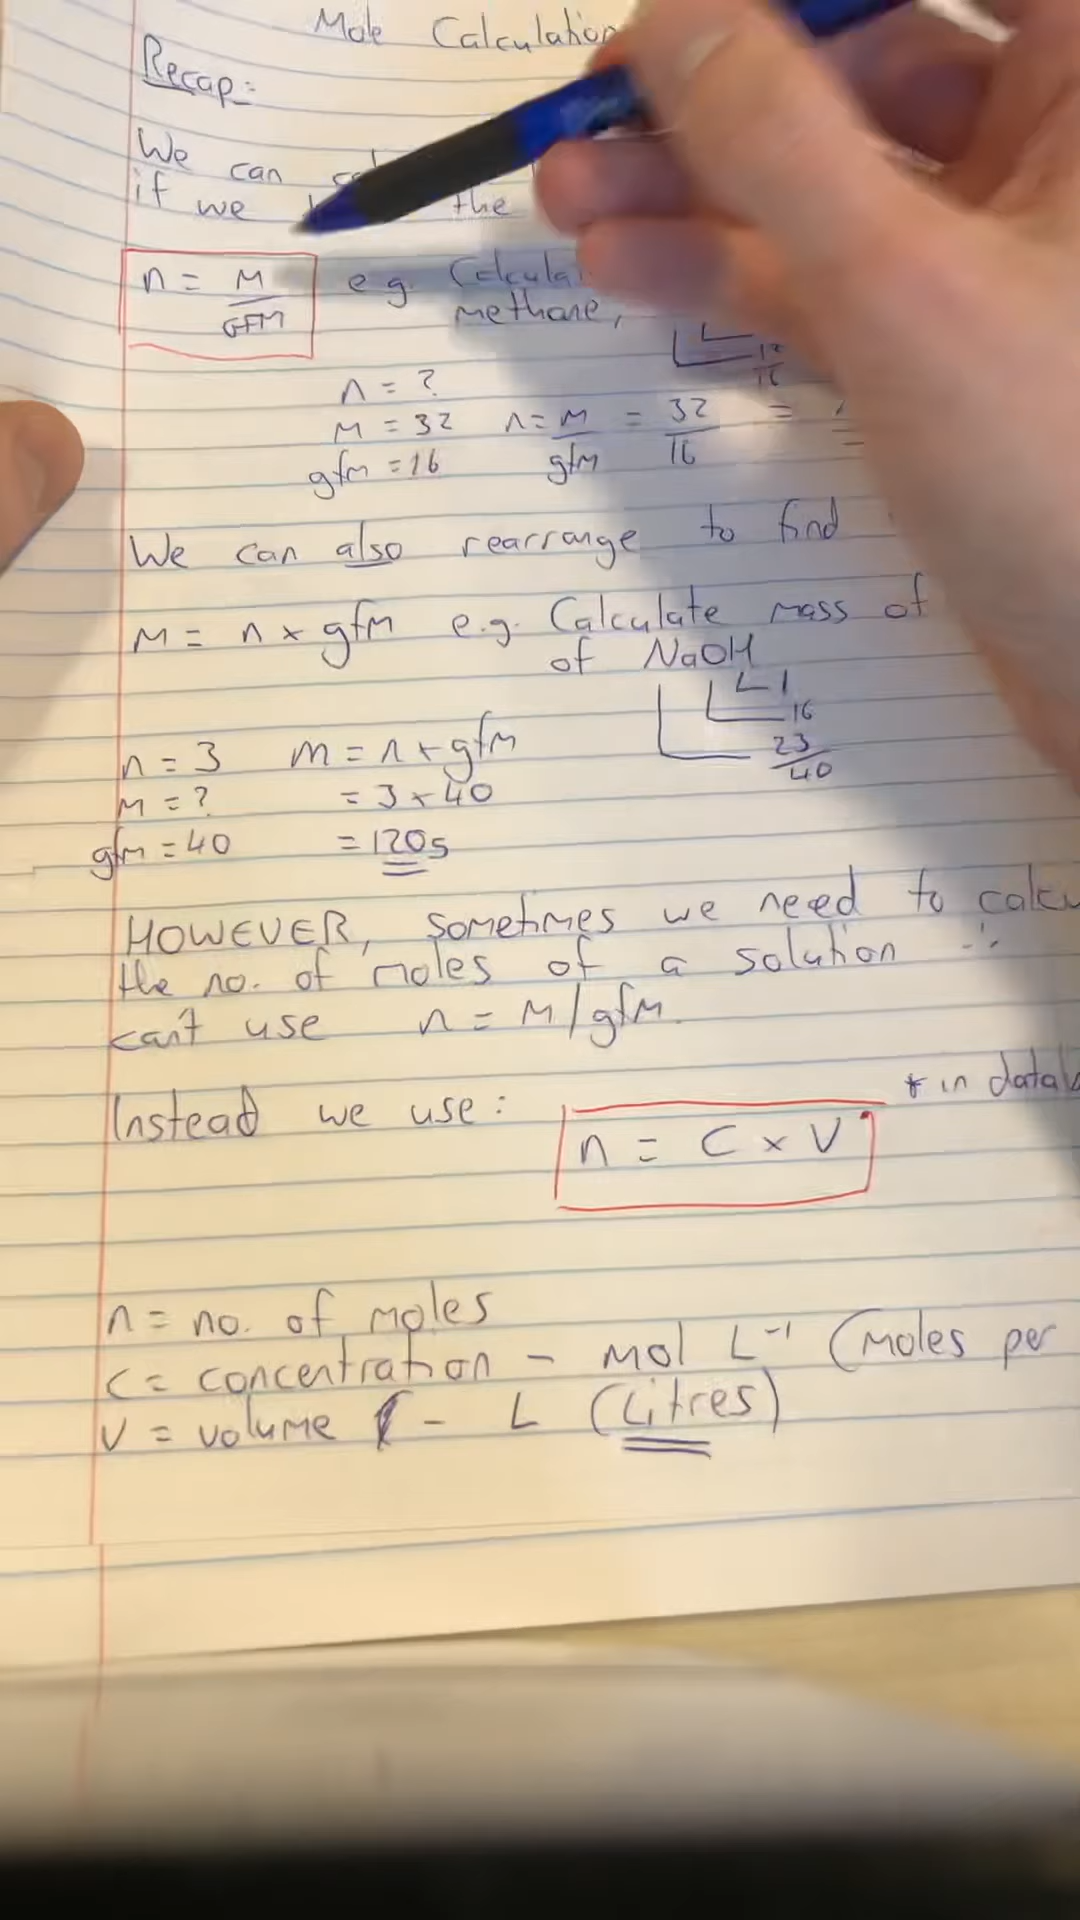 Mole Calculation
Recap:
We can
if we the
n = M / GFM e.g. Calcula
methane,
n = ?
M = 32 n = M / gfm = 32 / 16 =
gfm = 16
We can also rearrange to find
M = n x gfm e.g. Calculate mass of
of NaOH
1
16
23
40
n = 3 m = n x gfm
M = ? = 3 x 40
gfm = 40 = 120g
HOWEVER, sometimes we need to calcu
the no. of moles of a solution ∴
can't use n = M/gfm.
* in data
Instead we use: n = C x V
n = no. of moles
C = concentration - mol L⁻¹ (moles per
V = volume - L (Litres)